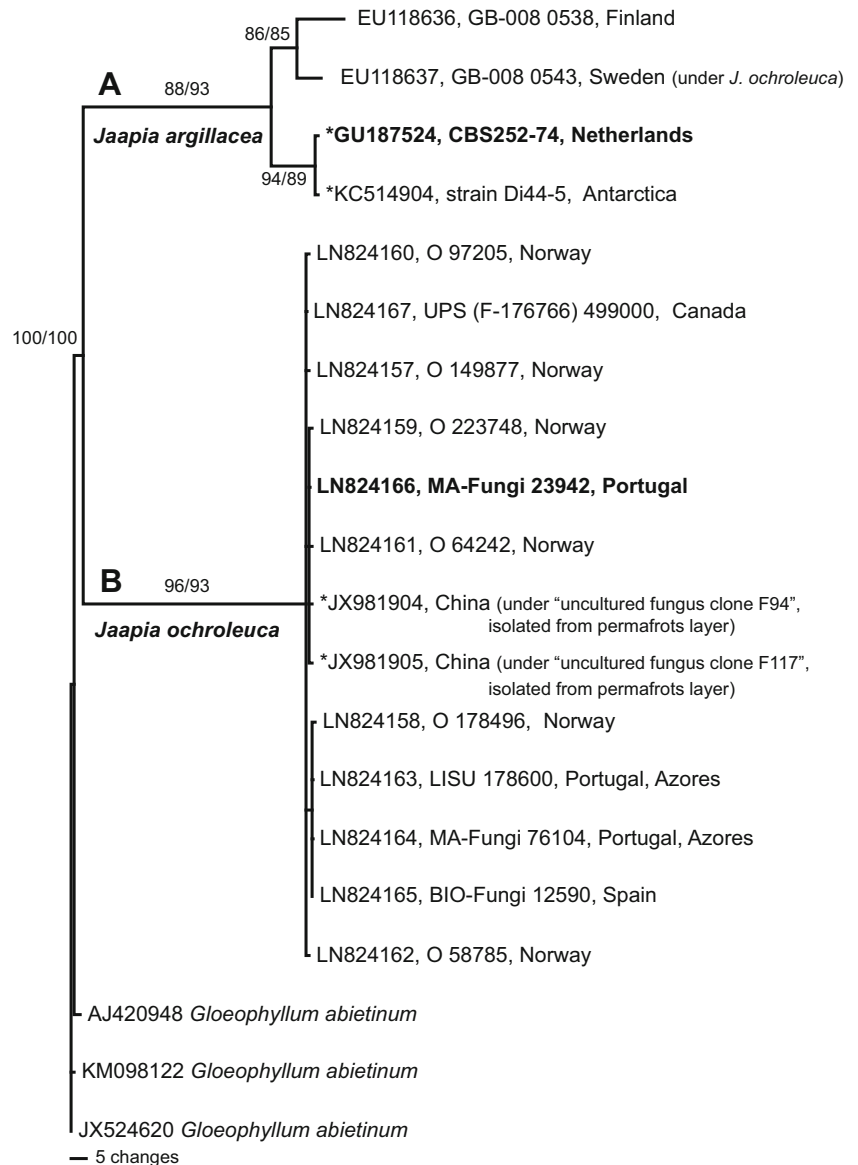 EU118636, GB-008 0538, Finland
86/85
EU118637, GB-008 0543, Sweden (under J. ochroleuca)
A
88/93
Jaapia argillacea
*GU187524, CBS252-74, Netherlands
94/89
*KC514904, strain Di44-5, Antarctica
LN824160, O 97205, Norway
LN824167, UPS (F-176766) 499000, Canada
100/100
LN824157, O 149877, Norway
LN824159, O 223748, Norway
LN824166, MA-Fungi 23942, Portugal
LN824161, O 64242, Norway
B
96/93
Jaapia ochroleuca
*JX981904, China (under “uncultured fungus clone F94”,
isolated from permafrots layer)
*JX981905, China (under “uncultured fungus clone F117”,
isolated from permafrots layer)
LN824158, O 178496, Norway
LN824163, LISU 178600, Portugal, Azores
LN824164, MA-Fungi 76104, Portugal, Azores
LN824165, BIO-Fungi 12590, Spain
LN824162, O 58785, Norway
AJ420948 Gloeophyllum abietinum
KM098122 Gloeophyllum abietinum
JX524620 Gloeophyllum abietinum
5 changes